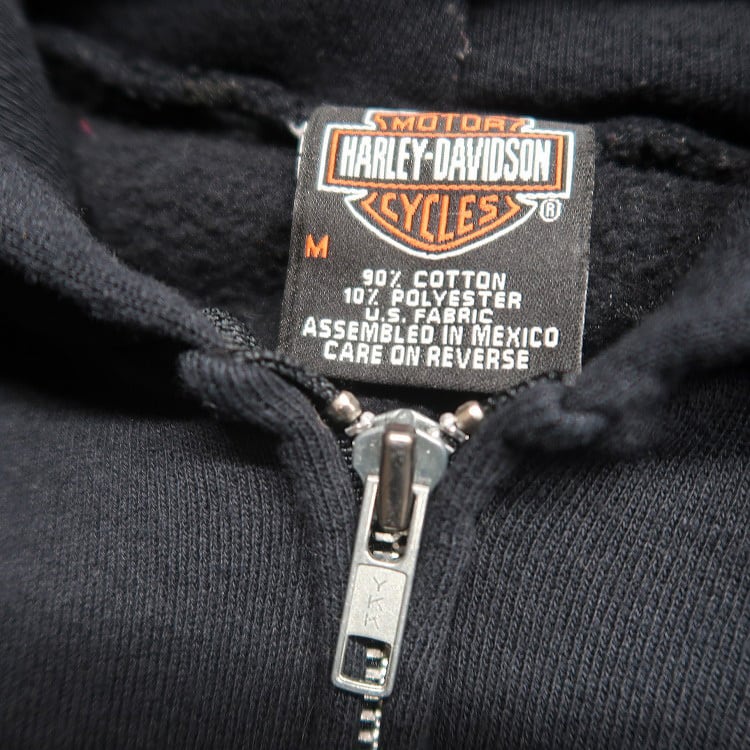 MOTOR
HARLEY-DAVIDSON
CYCLES
®
M
90% COTTON
10% POLYESTER
U.S. FABRIC
ASSEMBLED IN MEXICO
CARE ON REVERSE
YKK